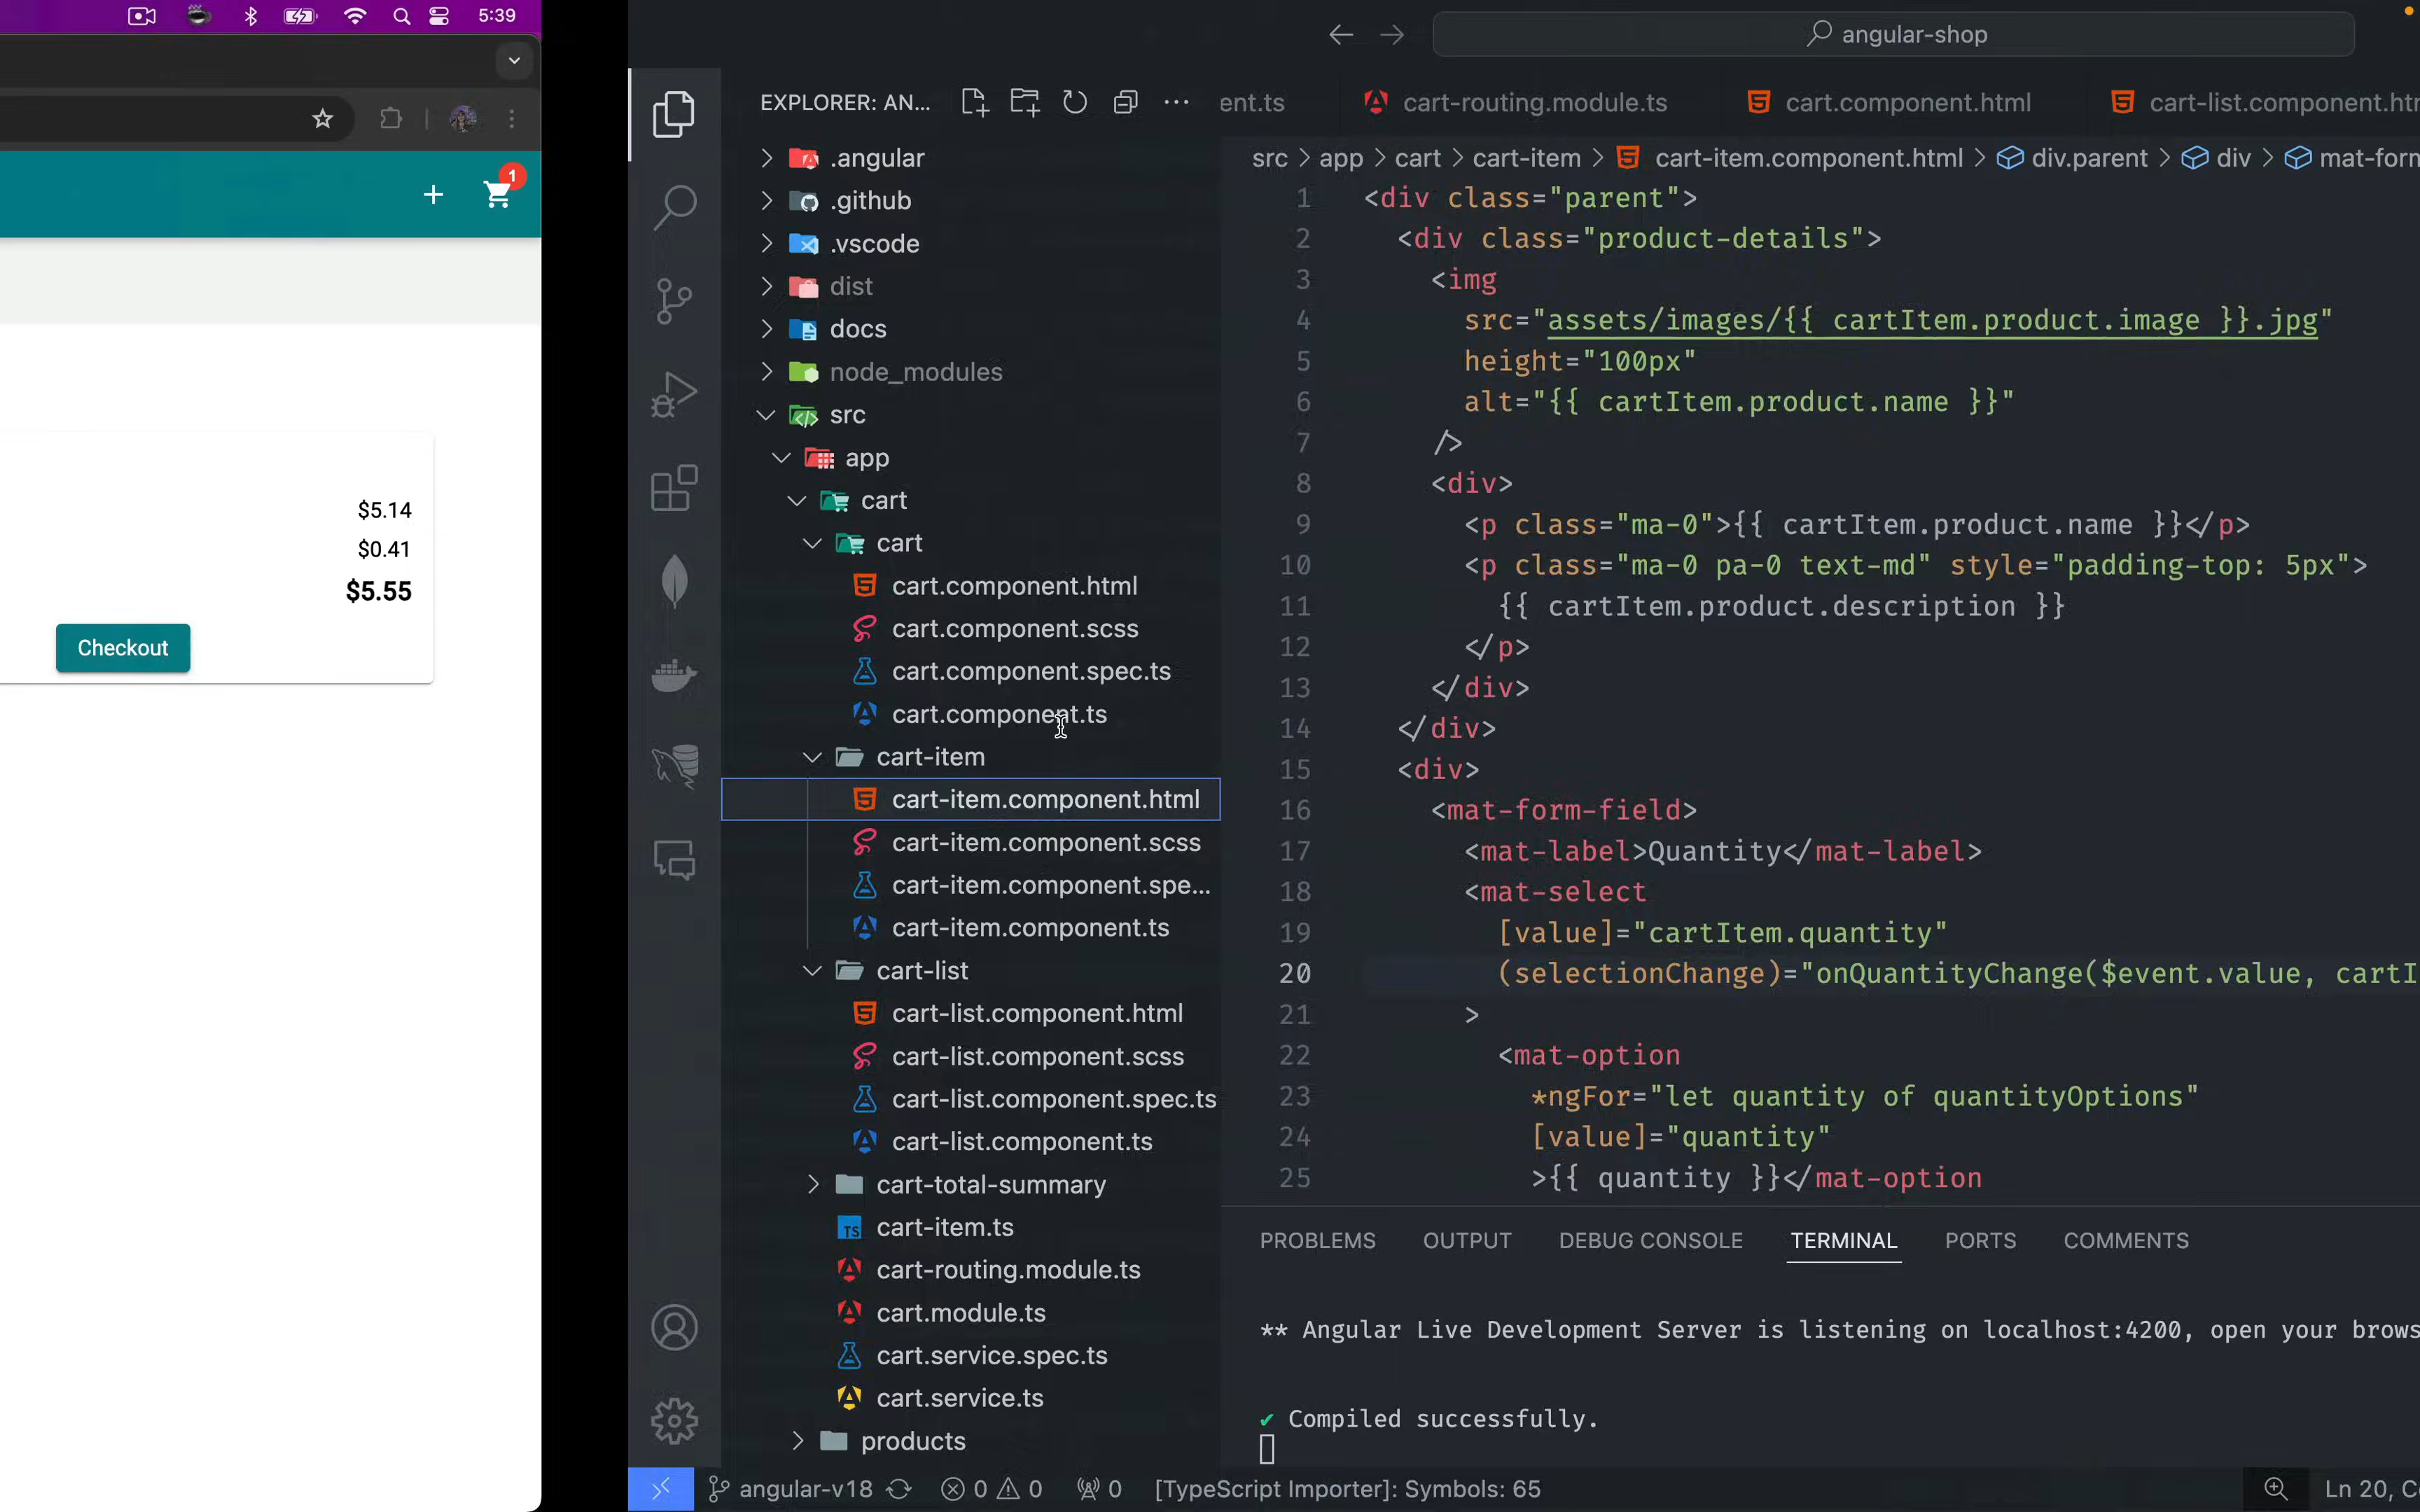 5:39
1
$5.14
$0.41
$5.55
Checkout
angular-shop
EXPLORER: AN...
.angular
.github
.vscode
dist
docs
node_modules
src
app
cart
cart
cart.component.html
cart.component.scss
cart.component.spec.ts
cart.component.ts
cart-item
cart-item.component.html
cart-item.component.scss
cart-item.component.spe...
cart-item.component.ts
cart-list
cart-list.component.html
cart-list.component.scss
cart-list.component.spec.ts
cart-list.component.ts
cart-total-summary
cart-item.ts
cart-routing.module.ts
cart.module.ts
cart.service.spec.ts
cart.service.ts
products
ent.ts cart-routing.module.ts cart.component.html cart-list.component.htm
src > app > cart > cart-item > cart-item.component.html > div.parent > div > mat-form
1 <div class="parent">
2 <div class="product-details">
3 <img
4 src="assets/images/{{ cartItem.product.image }}.jpg"
5 height="100px"
6 alt="{{ cartItem.product.name }}"
7 />
8 <div>
9 <p class="ma-0">{{ cartItem.product.name }}</p>
10 <p class="ma-0 pa-0 text-md" style="padding-top: 5px">
11 {{ cartItem.product.description }}
12 </p>
13 </div>
14 </div>
15 <div>
16 <mat-form-field>
17 <mat-label>Quantity</mat-label>
18 <mat-select
19 [value]="cartItem.quantity"
20 (selectionChange)="onQuantityChange($event.value, cartI
21 >
22 <mat-option
23 *ngFor="let quantity of quantityOptions"
24 [value]="quantity"
25 >{{ quantity }}</mat-option
PROBLEMS OUTPUT DEBUG CONSOLE TERMINAL PORTS COMMENTS
** Angular Live Development Server is listening on localhost:4200, open your brows
✔ Compiled successfully.
angular-v18 0 0 0 [TypeScript Importer]: Symbols: 65 Ln 20, C